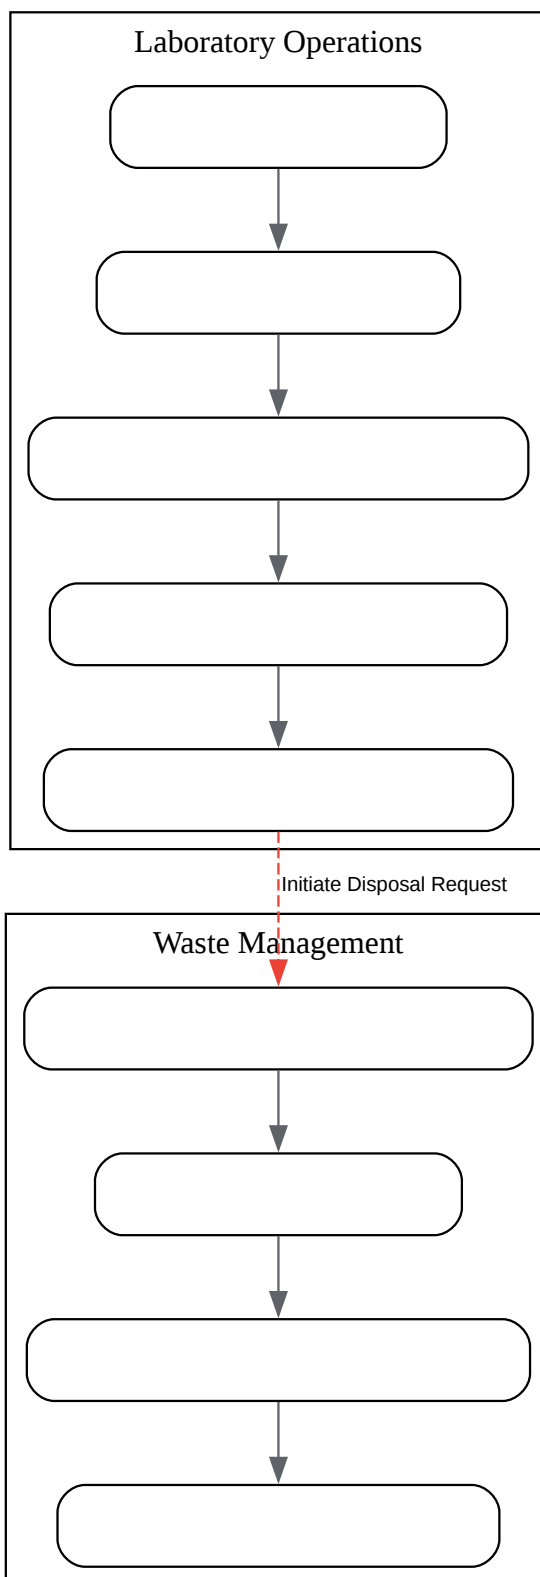 Laboratory Operations
Initiate Disposal Request
Waste Management